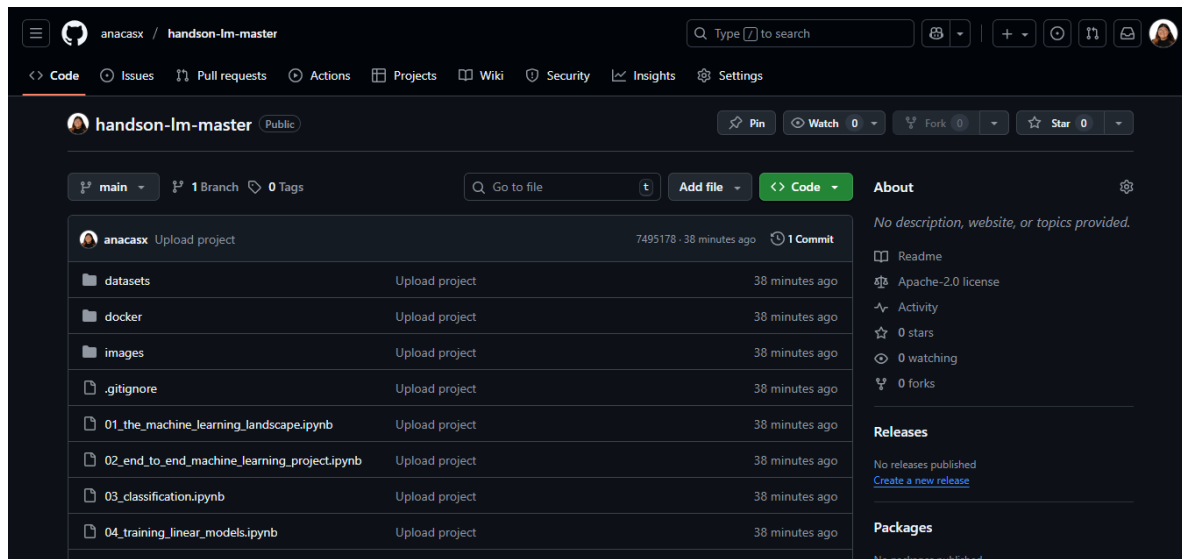 anacasx / handson-lm-master
Type / to search
Code Issues Pull requests Actions Projects Wiki Security Insights Settings
handson-lm-master Public
Pin Watch 0 Fork 0 Star 0
main 1 Branch 0 Tags
Go to file t Add file Code
anacasx Upload project 7495178 · 38 minutes ago 1 Commit
datasets Upload project 38 minutes ago
docker Upload project 38 minutes ago
images Upload project 38 minutes ago
.gitignore Upload project 38 minutes ago
01_the_machine_learning_landscape.ipynb Upload project 38 minutes ago
02_end_to_end_machine_learning_project.ipynb Upload project 38 minutes ago
03_classification.ipynb Upload project 38 minutes ago
04_training_linear_models.ipynb Upload project 38 minutes ago
About
No description, website, or topics provided.
Readme
Apache-2.0 license
Activity
0 stars
0 watching
0 forks
Releases
No releases published
Create a new release
Packages